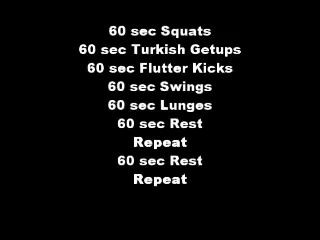 60 sec Squats
60 sec Turkish Getups
60 sec Flutter Kicks
60 sec Swings
60 sec Lunges
60 sec Rest
Repeat
60 sec Rest
Repeat